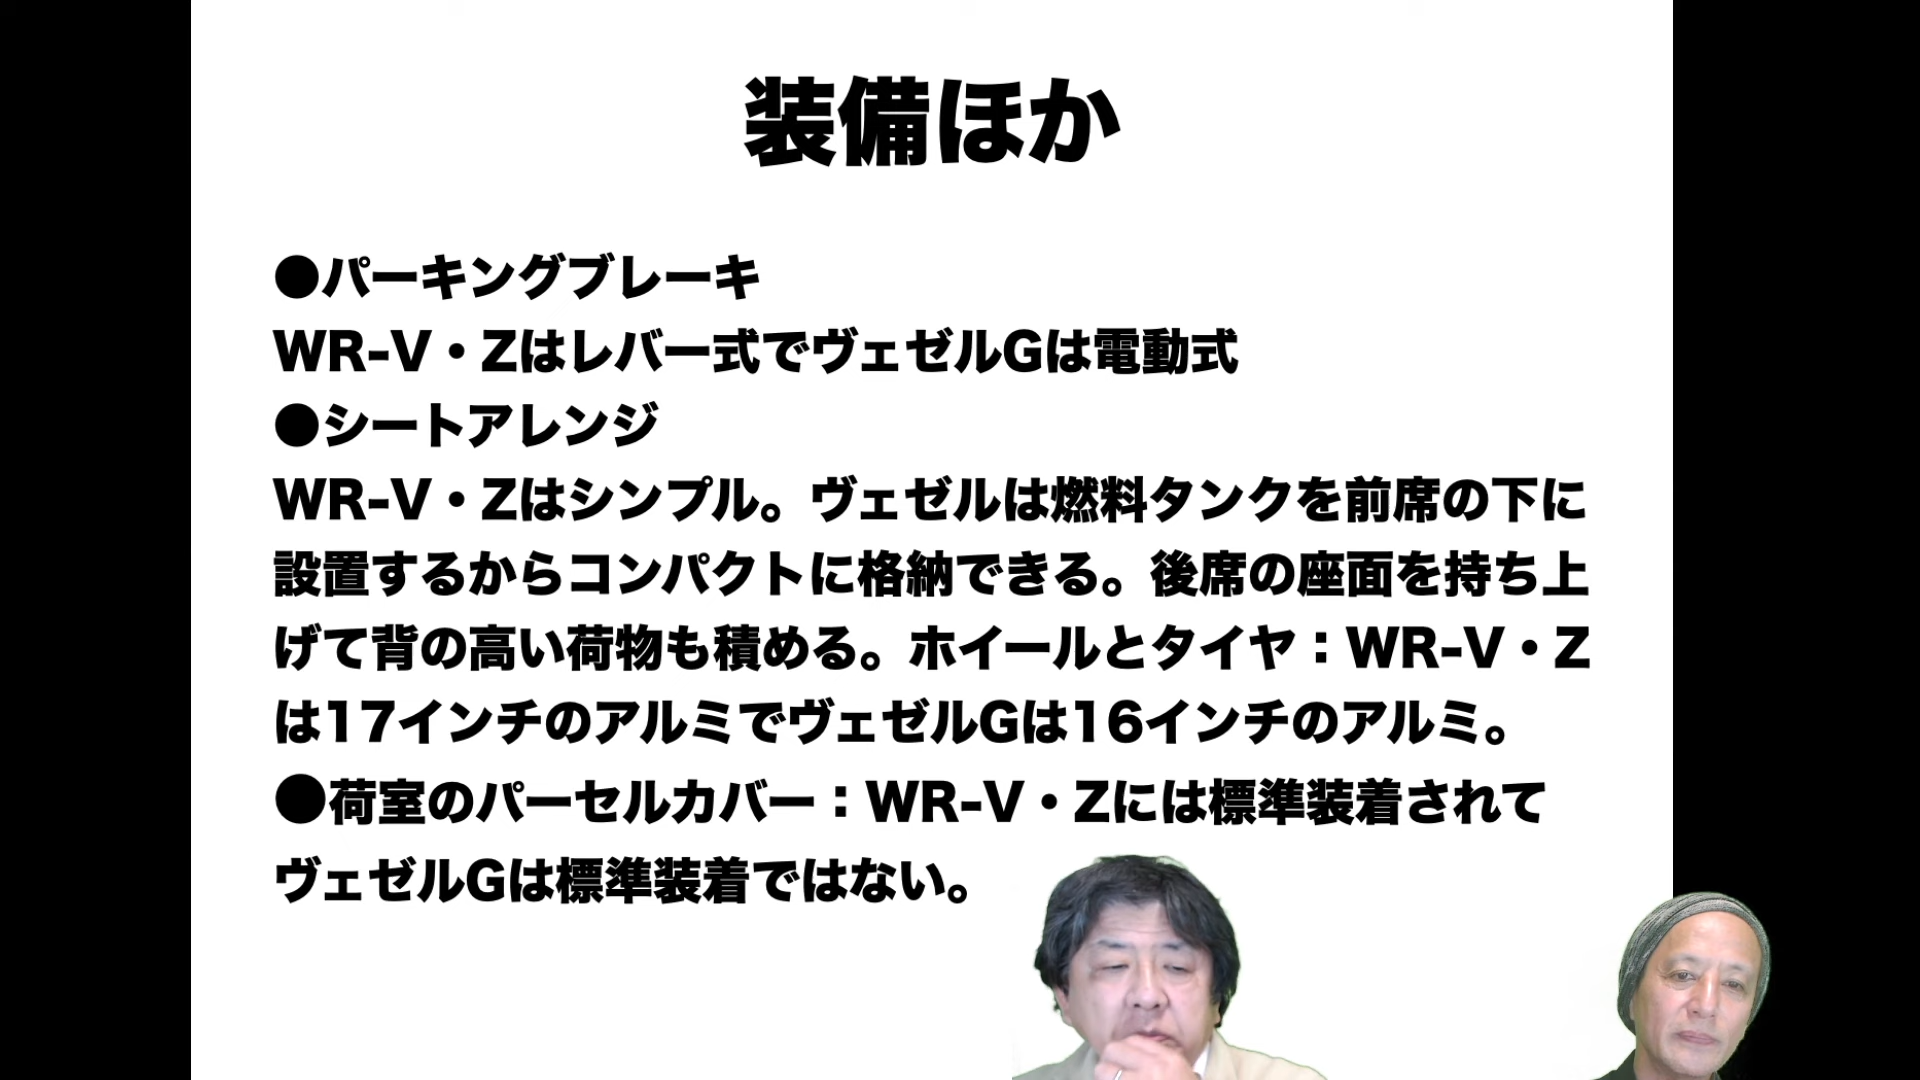 装備ほか
●パーキングブレーキ
WR-V・Zはレバー式でヴェゼルGは電動式
●シートアレンジ
WR-V・Zはシンプル。ヴェゼルは燃料タンクを前席の下に
設置するからコンパクトに格納できる。後席の座面を持ち上
げて背の高い荷物も積める。ホイールとタイヤ：WR-V・Z
は17インチのアルミでヴェゼルGは16インチのアルミ。
●荷室のパーセルカバー：WR-V・Zには標準装着されて
ヴェゼルGは標準装着ではない。